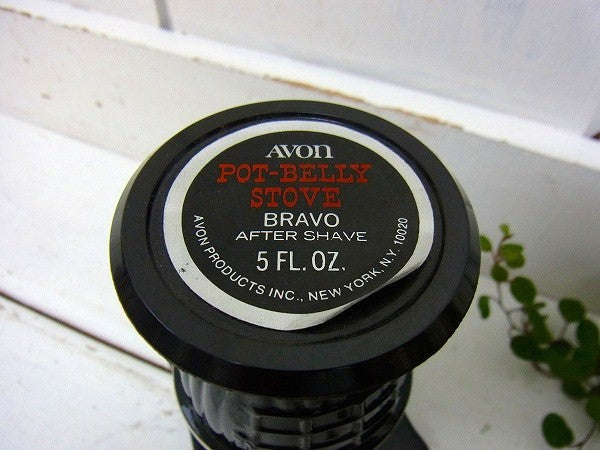 AVON
POT-BELLY
STOVE
BRAVO
AFTER SHAVE
5 FL. OZ.
AVON PRODUCTS INC., NEW YORK, N.Y. 10020